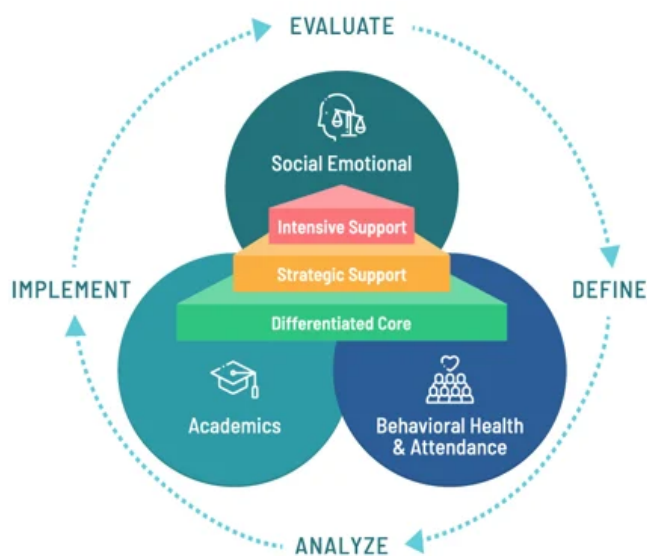 EVALUATE
Social Emotional
Intensive Support
Strategic Support
IMPLEMENT
DEFINE
Differentiated Core
Academics
Behavioral Health
& Attendance
ANALYZE